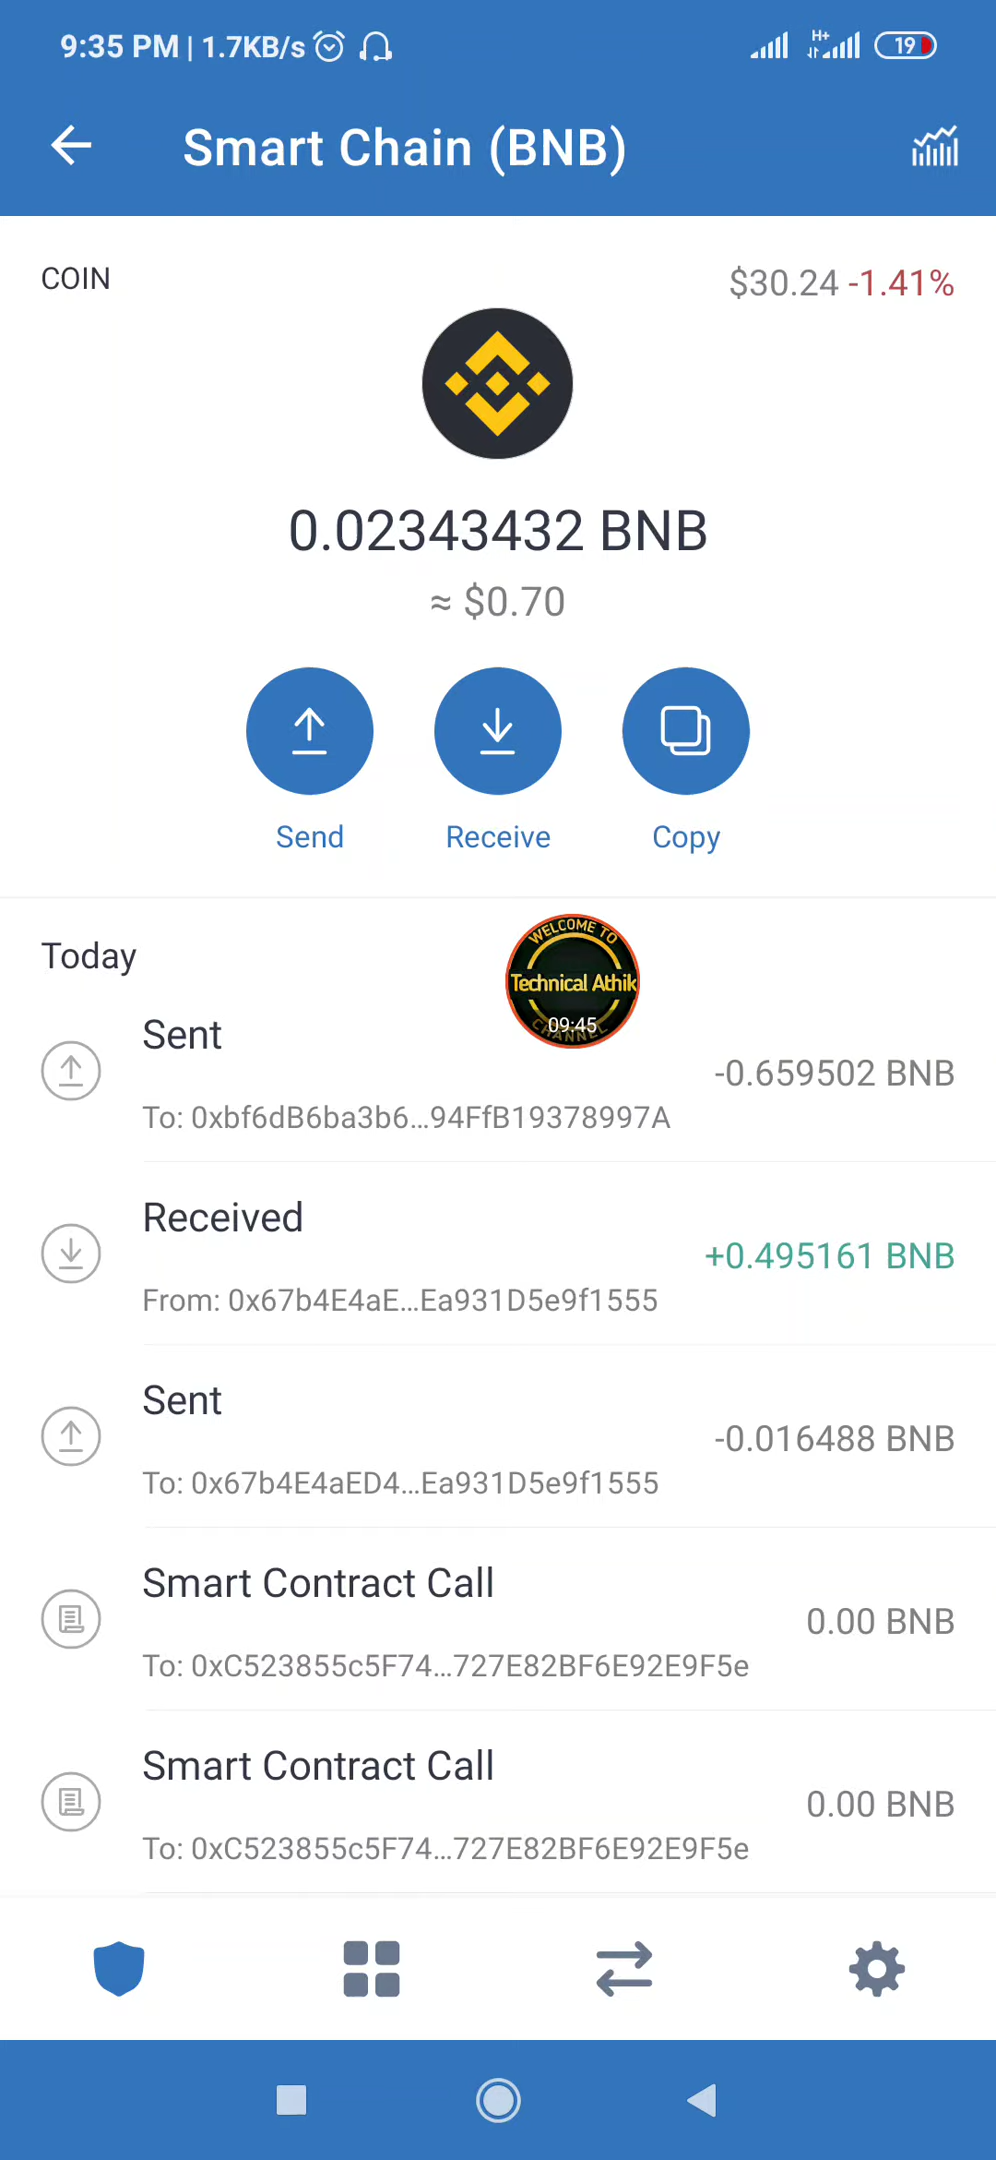 9:35 PM | 1.7KB/s H+ 19
Smart Chain (BNB)
COIN
$30.24 -1.41%
0.02343432 BNB
≈ $0.70
Send
Receive
Copy
Today
WELCOME TO
Technical Athik
09:45
CHANNEL
Sent
-0.659502 BNB
To: 0xbf6dB6ba3b6...94FfB19378997A
Received
+0.495161 BNB
From: 0x67b4E4aE...Ea931D5e9f1555
Sent
-0.016488 BNB
To: 0x67b4E4aED4...Ea931D5e9f1555
Smart Contract Call
0.00 BNB
To: 0xC523855c5F74...727E82BF6E92E9F5e
Smart Contract Call
0.00 BNB
To: 0xC523855c5F74...727E82BF6E92E9F5e